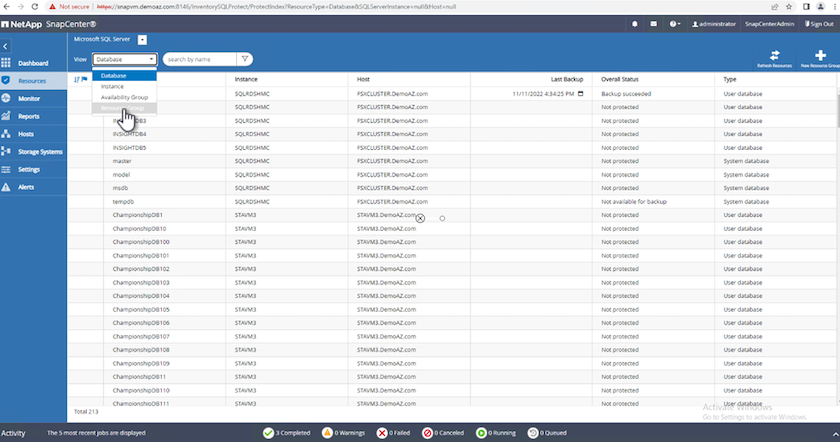 Not secure https://snapvm.demoaz.com:8146/InventorySQLProtect/ProtectIndex?ResourceType=Database&SQLServerInstance=null&Host=null
NetApp SnapCenter® administrator SnapCenterAdmin Sign Out
Microsoft SQL Server
View Database search by name Refresh Resources New Resource Group
Database
Instance
Availability Group
Dashboard
Resources
Monitor
Reports
Hosts
Storage Systems
Settings
Alerts
Instance Host Last Backup Overall Status Type
SQLRDSHMC FSXCLUSTER.DemoAZ.com 11/11/2022 4:34:25 PM Backup succeeded User database
SQLRDSHMC FSXCLUSTER.DemoAZ.com Not protected User database
INSIGHTDB3 SQLRDSHMC FSXCLUSTER.DemoAZ.com Not protected User database
INSIGHTDB4 SQLRDSHMC FSXCLUSTER.DemoAZ.com Not protected User database
INSIGHTDB5 SQLRDSHMC FSXCLUSTER.DemoAZ.com Not protected User database
master SQLRDSHMC FSXCLUSTER.DemoAZ.com Not protected System database
model SQLRDSHMC FSXCLUSTER.DemoAZ.com Not protected System database
msdb SQLRDSHMC FSXCLUSTER.DemoAZ.com Not protected System database
tempdb SQLRDSHMC FSXCLUSTER.DemoAZ.com Not available for backup System database
ChampionshipDB1 STAVM3 STAVM3.DemoAZ.com Not protected User database
ChampionshipDB10 STAVM3 STAVM3.DemoAZ.com Not protected User database
ChampionshipDB100 STAVM3 STAVM3.DemoAZ.com Not protected User database
ChampionshipDB101 STAVM3 STAVM3.DemoAZ.com Not protected User database
ChampionshipDB102 STAVM3 STAVM3.DemoAZ.com Not protected User database
ChampionshipDB103 STAVM3 STAVM3.DemoAZ.com Not protected User database
ChampionshipDB104 STAVM3 STAVM3.DemoAZ.com Not protected User database
ChampionshipDB105 STAVM3 STAVM3.DemoAZ.com Not protected User database
ChampionshipDB106 STAVM3 STAVM3.DemoAZ.com Not protected User database
ChampionshipDB107 STAVM3 STAVM3.DemoAZ.com Not protected User database
ChampionshipDB108 STAVM3 STAVM3.DemoAZ.com Not protected User database
ChampionshipDB109 STAVM3 STAVM3.DemoAZ.com Not protected User database
ChampionshipDB11 STAVM3 STAVM3.DemoAZ.com Not protected User database
ChampionshipDB110 STAVM3 STAVM3.DemoAZ.com Not protected User database
ChampionshipDB111 STAVM3 STAVM3.DemoAZ.com Not protected User database
Total 213
Activate Windows
Go to Settings to activate Windows.
Activity The 5 most recent jobs are displayed 3 Completed 0 Warnings 0 Failed 0 Canceled 0 Running 0 Queued